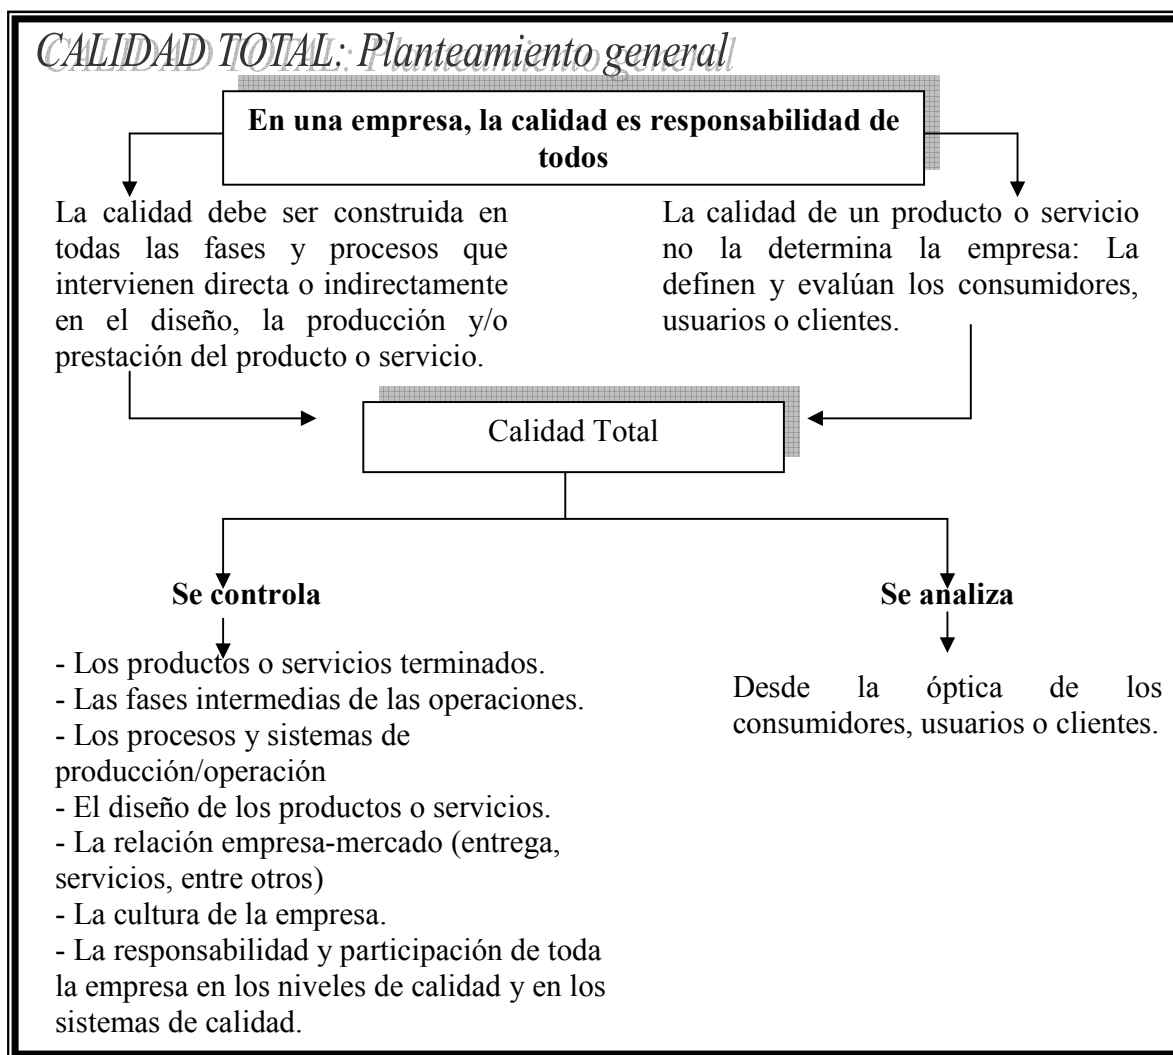 CALIDAD TOTAL: Planteamiento general
En una empresa, la calidad es responsabilidad de
todos
La calidad debe ser construida en
todas las fases y procesos que
intervienen directa o indirectamente
en el diseño, la producción y/o
prestación del producto o servicio.
La calidad de un producto o servicio
no la determina la empresa: La
definen y evalúan los consumidores,
usuarios o clientes.
Calidad Total
Se controla
- Los productos o servicios terminados.
- Las fases intermedias de las operaciones.
- Los procesos y sistemas de
producción/operación
- El diseño de los productos o servicios.
- La relación empresa-mercado (entrega,
servicios, entre otros)
- La cultura de la empresa.
- La responsabilidad y participación de toda
la empresa en los niveles de calidad y en los
sistemas de calidad.
Se analiza
Desde la óptica de los
consumidores, usuarios o clientes.